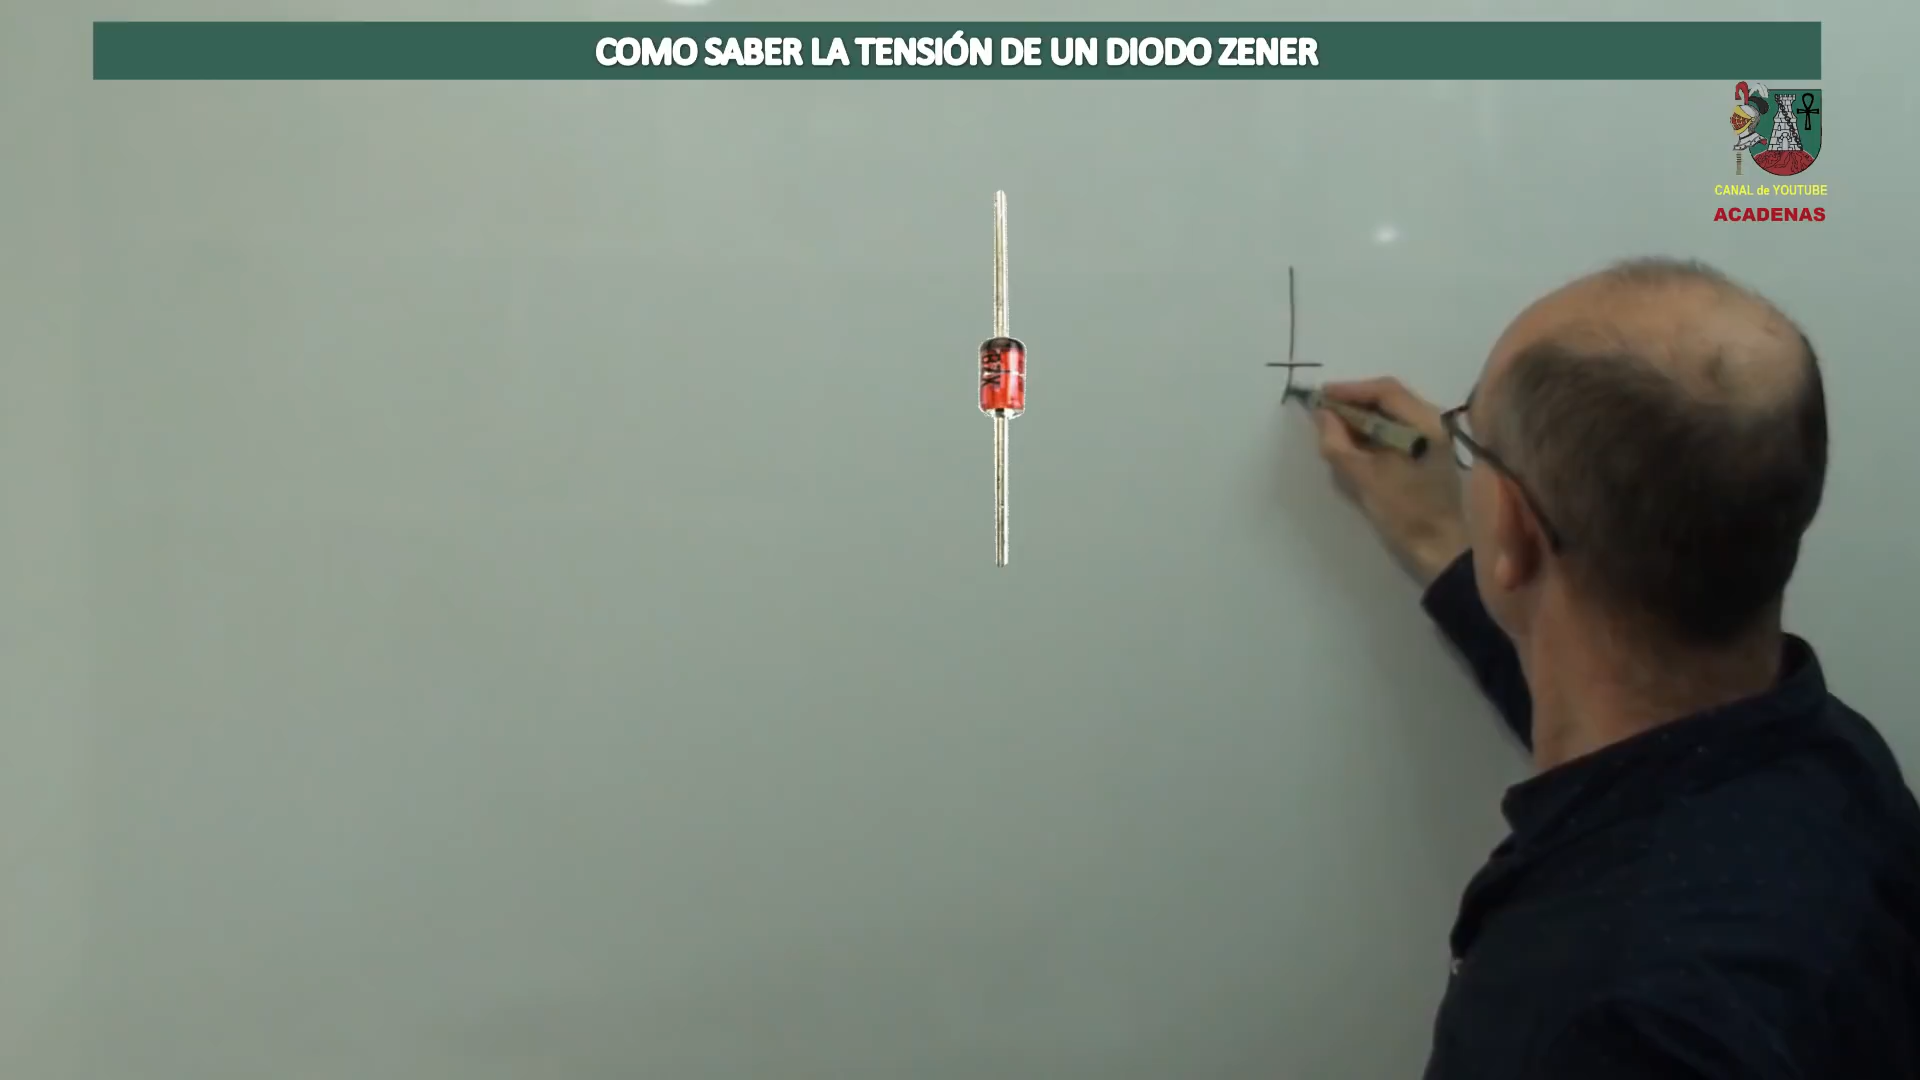 COMO SABER LA TENSIÓN DE UN DIODO ZENER
CANAL de YOUTUBE
ACADENAS